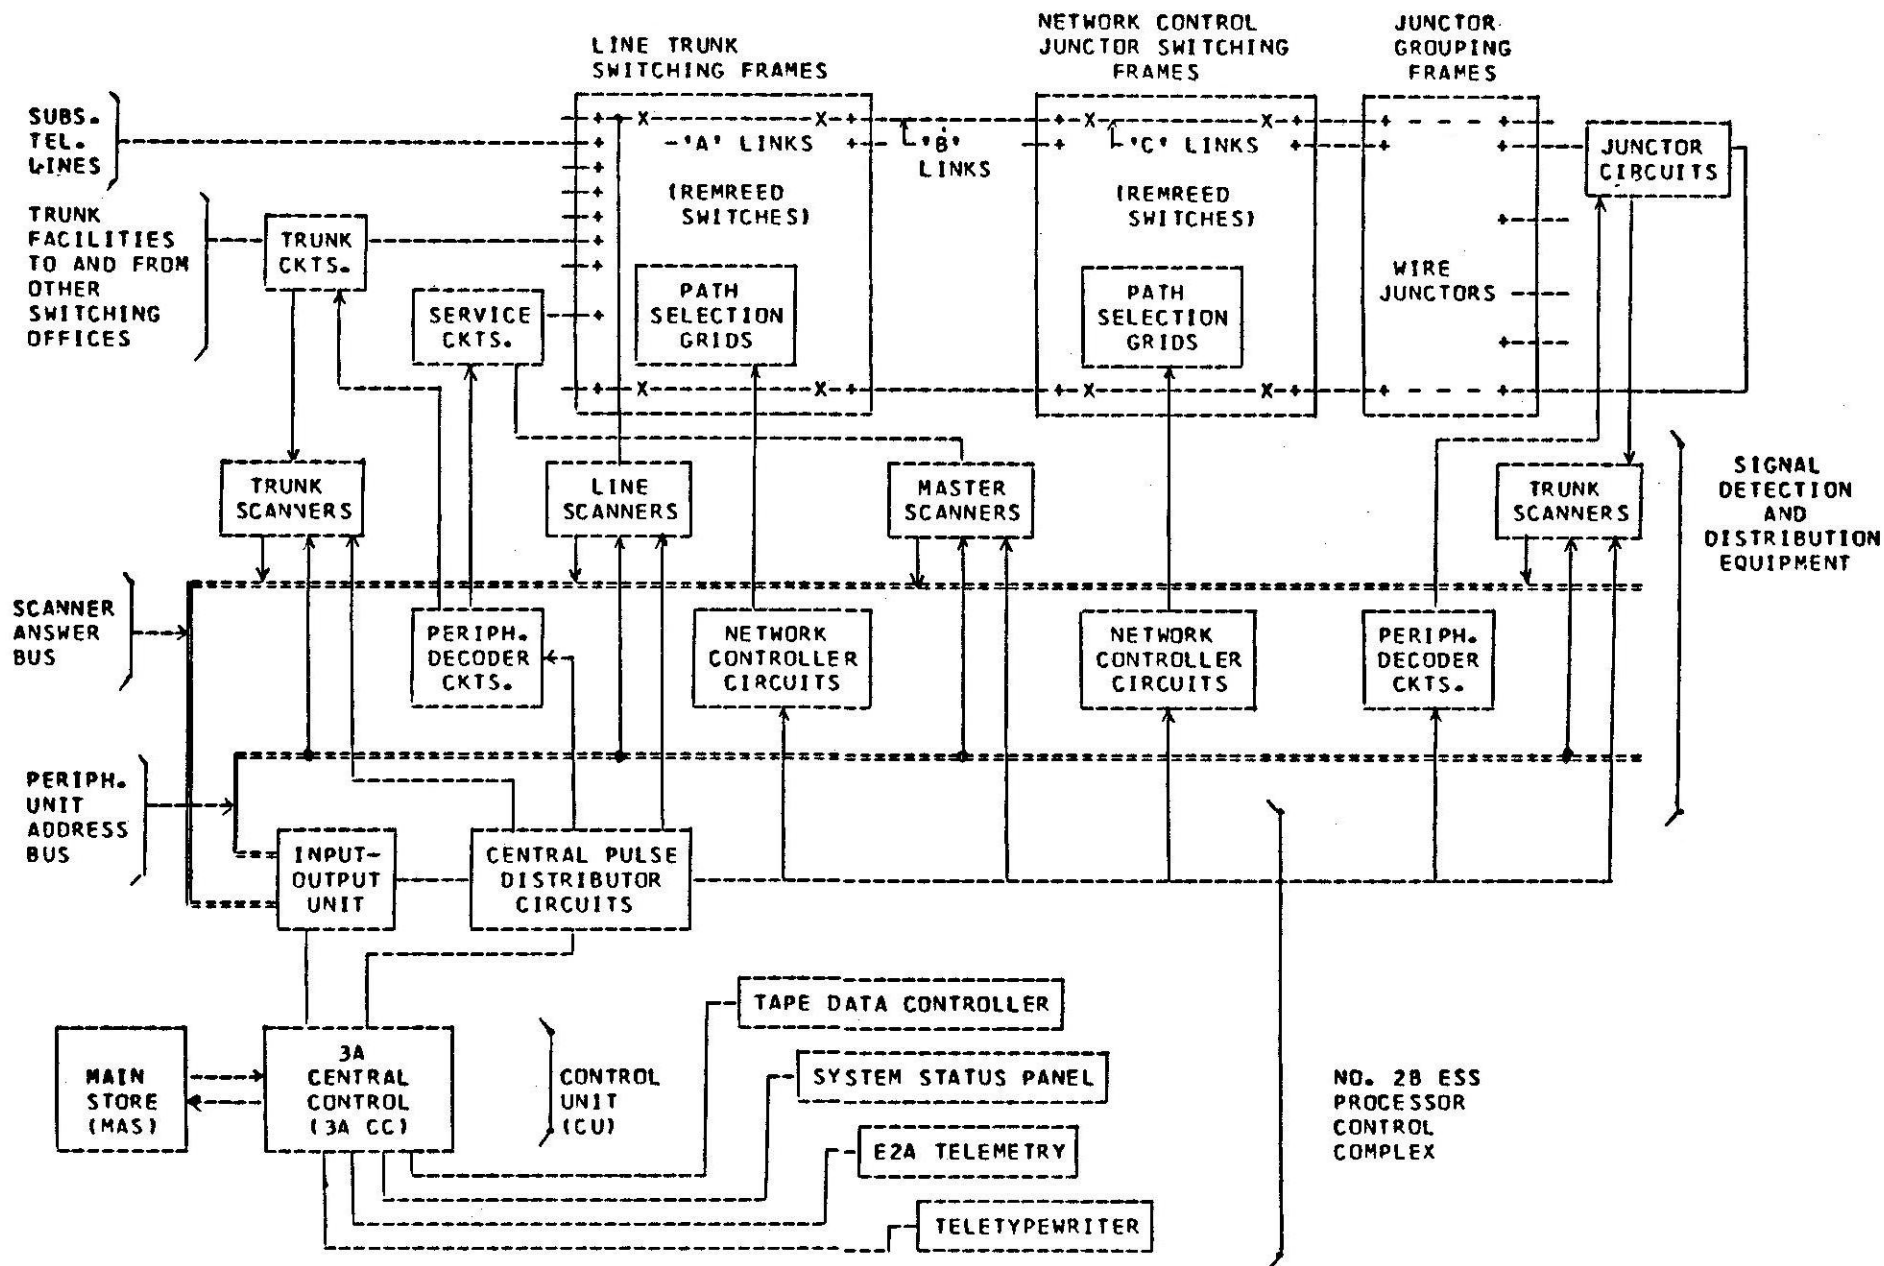 LINE TRUNK
SWITCHING FRAMES
NETWORK CONTROL
JUNCTOR SWITCHING
FRAMES
JUNCTOR
GROUPING
FRAMES
SUBS.
TEL.
LINES
'A' LINKS
'B'
LINKS
'C' LINKS
JUNCTOR
CIRCUITS
(REMREED
SWITCHES)
(REMREED
SWITCHES)
TRUNK
FACILITIES
TO AND FROM
OTHER
SWITCHING
OFFICES
TRUNK
CKTS.
SERVICE
CKTS.
PATH
SELECTION
GRIDS
PATH
SELECTION
GRIDS
WIRE
JUNCTORS
TRUNK
SCANNERS
LINE
SCANNERS
MASTER
SCANNERS
TRUNK
SCANNERS
SIGNAL
DETECTION
AND
DISTRIBUTION
EQUIPMENT
SCANNER
ANSWER
BUS
PERIPH.
DECODER
CKTS.
NETWORK
CONTROLLER
CIRCUITS
NETWORK
CONTROLLER
CIRCUITS
PERIPH.
DECODER
CKTS.
PERIPH.
UNIT
ADDRESS
BUS
INPUT-
OUTPUT
UNIT
CENTRAL PULSE
DISTRIBUTOR
CIRCUITS
TAPE DATA CONTROLLER
MAIN
STORE
(MAS)
3A
CENTRAL
CONTROL
(3A CC)
CONTROL
UNIT
(CU)
SYSTEM STATUS PANEL
NO. 2B ESS
PROCESSOR
CONTROL
COMPLEX
E2A TELEMETRY
TELETYPEWRITER